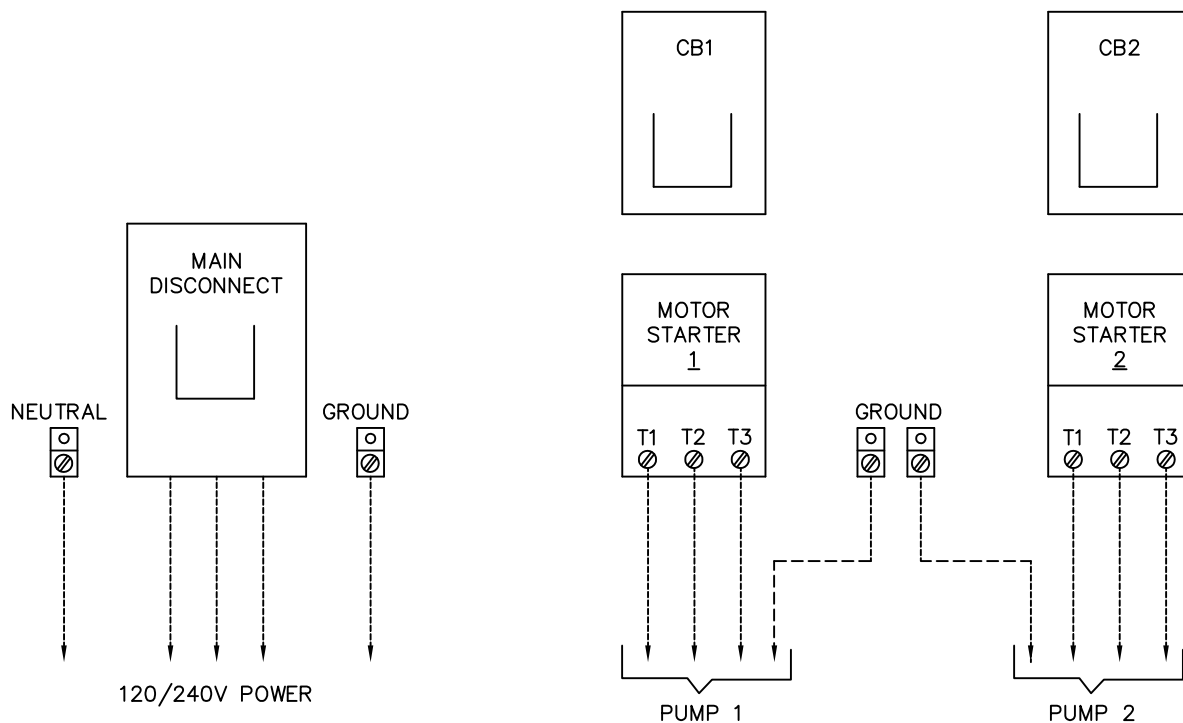 CB1
CB2
MAIN
DISCONNECT
MOTOR
STARTER
1
MOTOR
STARTER
2
NEUTRAL
GROUND
GROUND
T1 T2 T3
T1 T2 T3
120/240V POWER
PUMP 1
PUMP 2